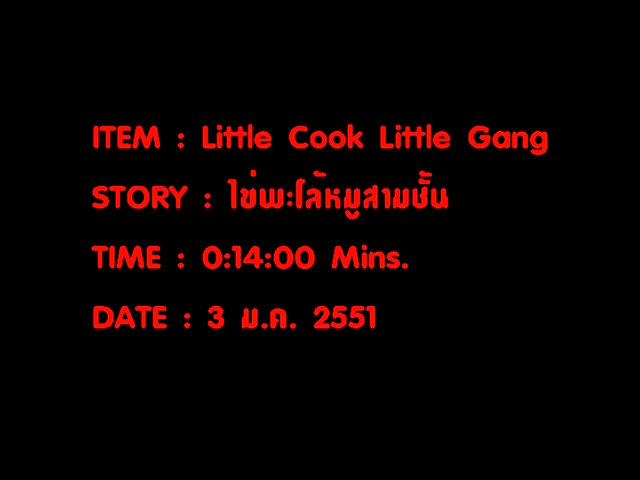 ITEM : Little Cook Little Gang
STORY : ไข่พะโล้หมูสามชั้น
TIME : 0:14:00 Mins.
DATE : 3 ม.ค. 2551